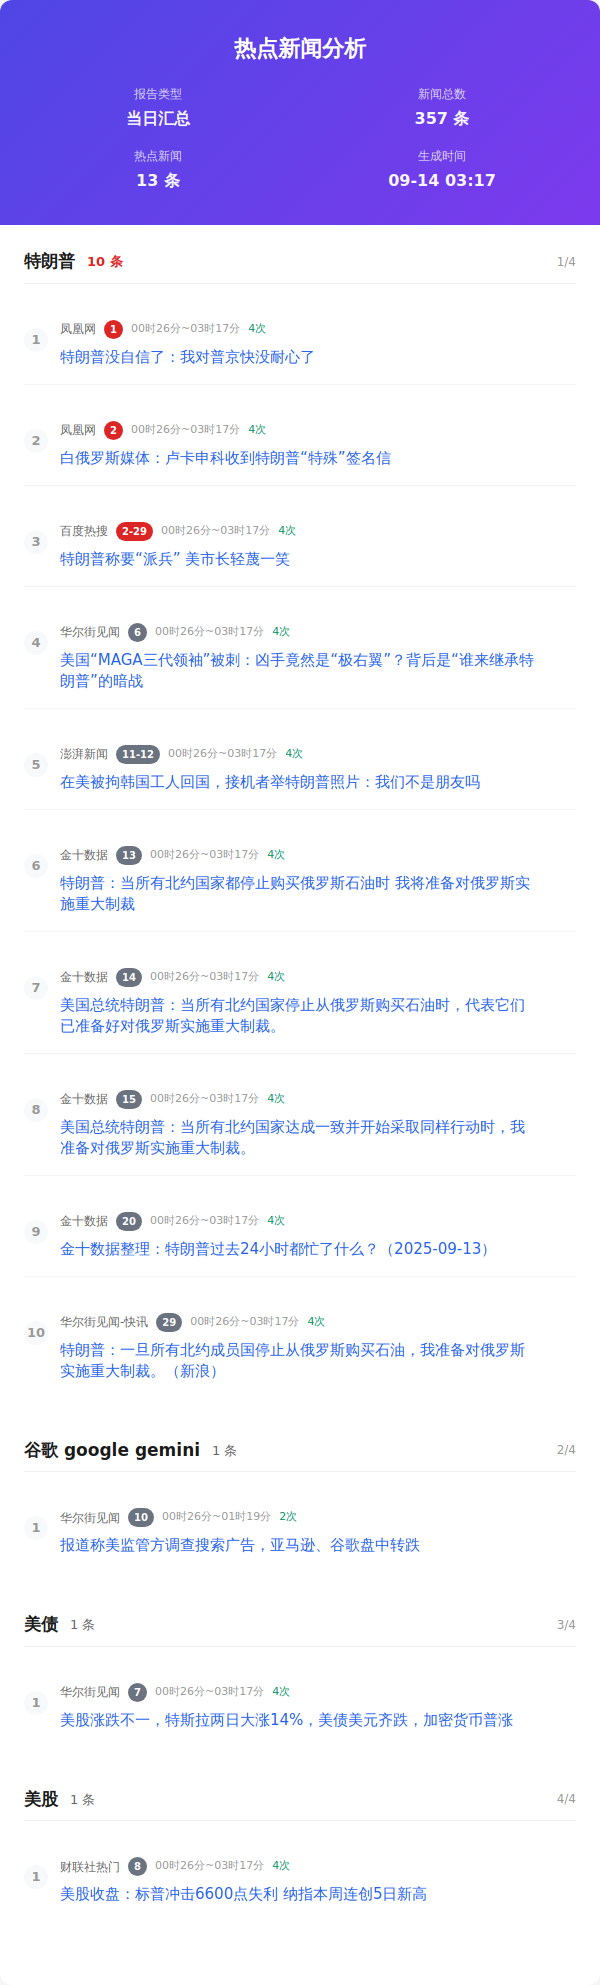 热点新闻分析
报告类型
新闻总数
当日汇总
357 条
热点新闻
生成时间
13 条
09-14 03:17
特朗普 10 条 1/4
1 凤凰网 1 00时26分~03时17分 4次
特朗普没自信了：我对普京快没耐心了
2 凤凰网 2 00时26分~03时17分 4次
白俄罗斯媒体：卢卡申科收到特朗普“特殊”签名信
3 百度热搜 2-29 00时26分~03时17分 4次
特朗普称要“派兵” 美市长轻蔑一笑
4 华尔街见闻 6 00时26分~03时17分 4次
美国“MAGA三代领袖”被刺：凶手竟然是“极右翼”？背后是“谁来继承特
朗普”的暗战
5 澎湃新闻 11-12 00时26分~03时17分 4次
在美被拘韩国工人回国，接机者举特朗普照片：我们不是朋友吗
6 金十数据 13 00时26分~03时17分 4次
特朗普：当所有北约国家都停止购买俄罗斯石油时 我将准备对俄罗斯实
施重大制裁
7 金十数据 14 00时26分~03时17分 4次
美国总统特朗普：当所有北约国家停止从俄罗斯购买石油时，代表它们
已准备好对俄罗斯实施重大制裁。
8 金十数据 15 00时26分~03时17分 4次
美国总统特朗普：当所有北约国家达成一致并开始采取同样行动时，我
准备对俄罗斯实施重大制裁。
9 金十数据 20 00时26分~03时17分 4次
金十数据整理：特朗普过去24小时都忙了什么？（2025-09-13）
10 华尔街见闻-快讯 29 00时26分~03时17分 4次
特朗普：一旦所有北约成员国停止从俄罗斯购买石油，我准备对俄罗斯
实施重大制裁。（新浪）
谷歌 google gemini 1 条 2/4
1 华尔街见闻 10 00时26分~01时19分 2次
报道称美监管方调查搜索广告，亚马逊、谷歌盘中转跌
美债 1 条 3/4
1 华尔街见闻 7 00时26分~03时17分 4次
美股涨跌不一，特斯拉两日大涨14%，美债美元齐跌，加密货币普涨
美股 1 条 4/4
1 财联社热门 8 00时26分~03时17分 4次
美股收盘：标普冲击6600点失利 纳指本周连创5日新高